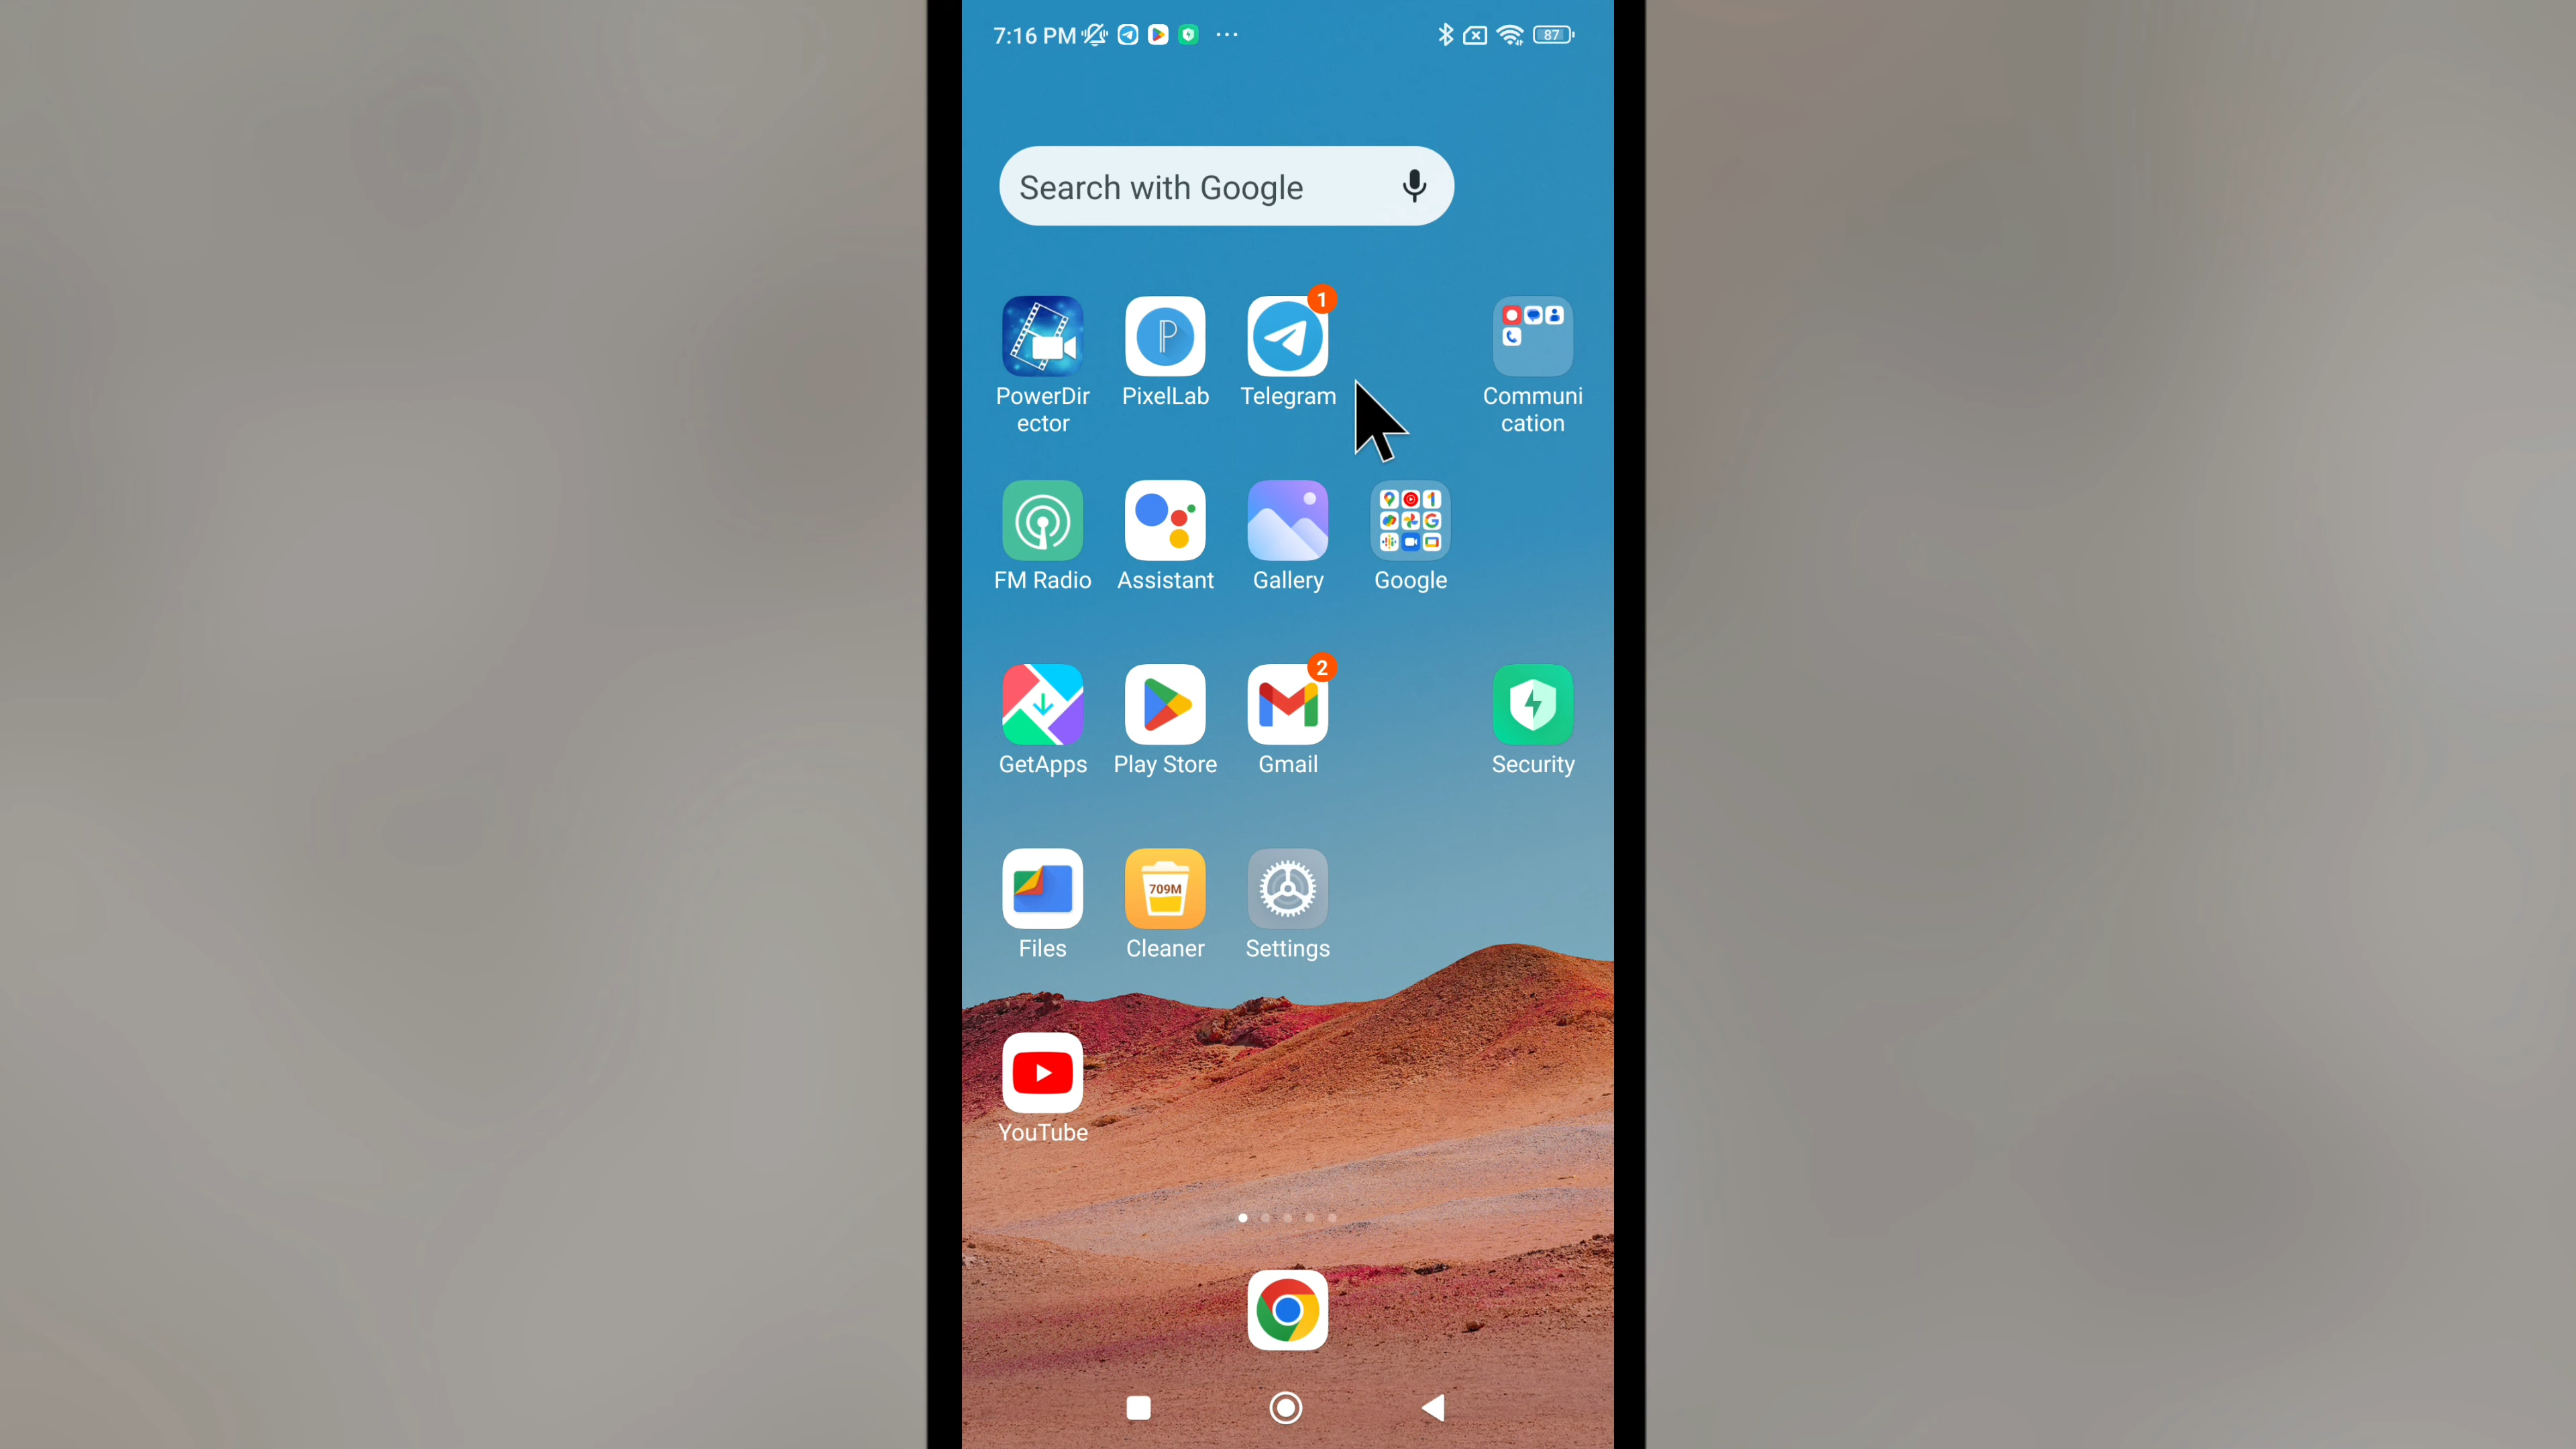 7:16 PM
87
Search with Google
1
PowerDir
ector
PixelLab
Telegram
Communi
cation
FM Radio
Assistant
Gallery
Google
2
GetApps
Play Store
Gmail
Security
709M
Files
Cleaner
Settings
YouTube